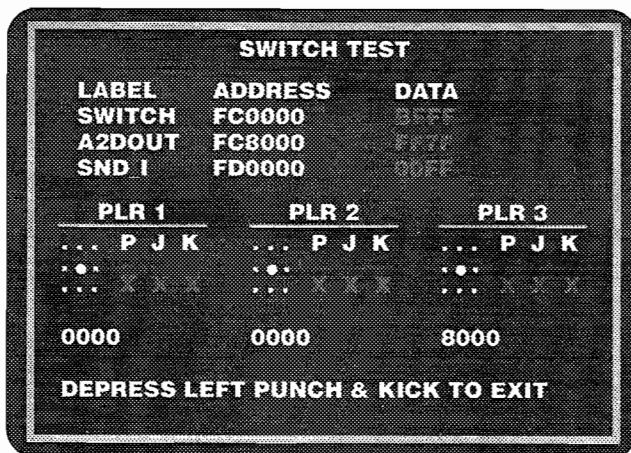 SWITCH TEST
LABEL ADDRESS DATA
SWITCH FC0000
A2DOUT FC8000
SND_I FD0000
PLR 1 PLR 2 PLR 3
P J K P J K P J K
X X X X X X X X X
0000 0000 8000
DEPRESS LEFT PUNCH & KICK TO EXIT